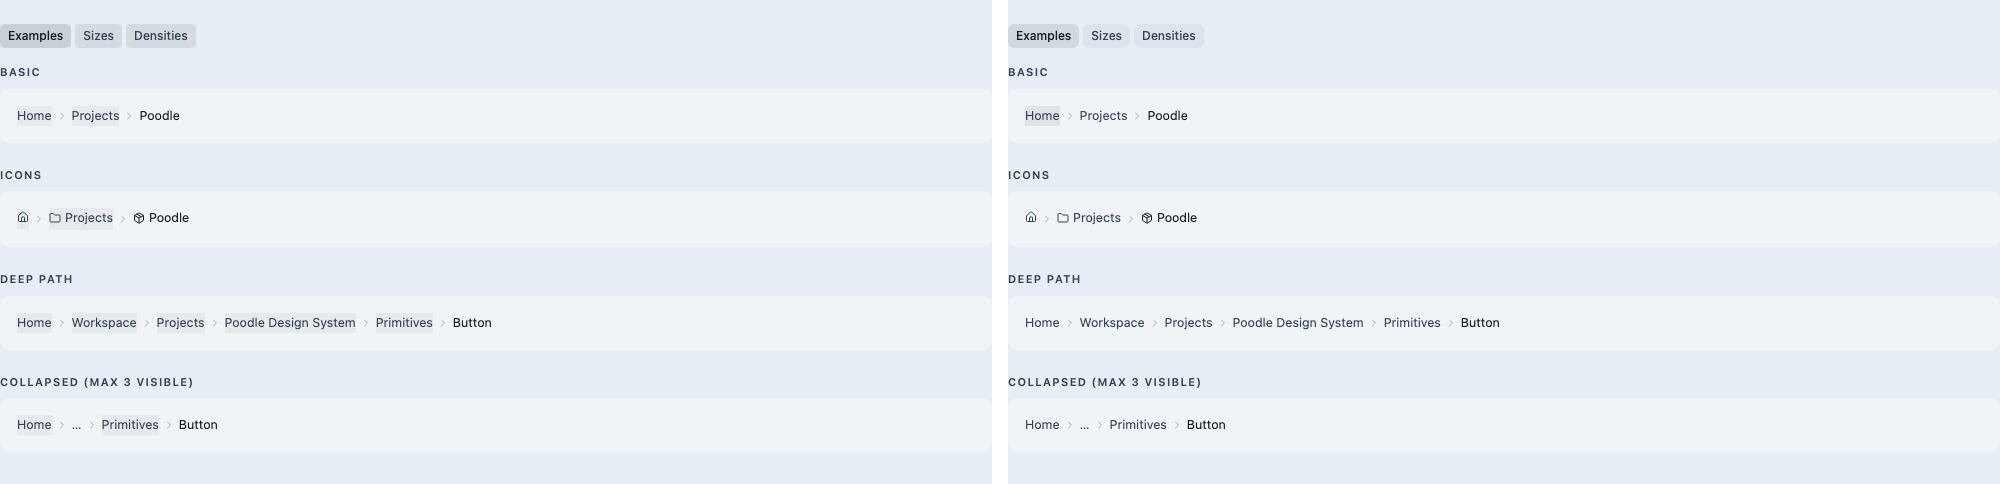 Examples Sizes Densities
BASIC
Home › Projects › Poodle
ICONS
› Projects › Poodle
DEEP PATH
Home › Workspace › Projects › Poodle Design System › Primitives › Button
COLLAPSED (MAX 3 VISIBLE)
Home › ... › Primitives › Button
Examples Sizes Densities
BASIC
Home › Projects › Poodle
ICONS
› Projects › Poodle
DEEP PATH
Home › Workspace › Projects › Poodle Design System › Primitives › Button
COLLAPSED (MAX 3 VISIBLE)
Home › ... › Primitives › Button